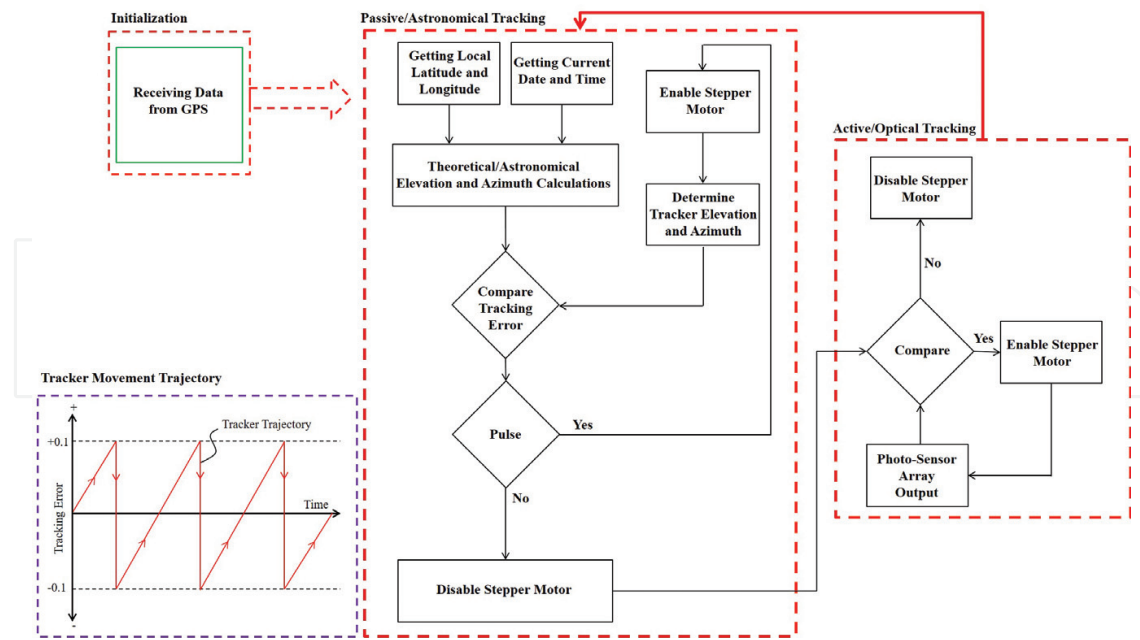 Initialization
Receiving Data
from GPS
Passive/Astronomical Tracking
Getting Local
Latitude and
Longitude
Getting Current
Date and Time
Enable Stepper
Motor
Theoretical/Astronomical
Elevation and Azimuth Calculations
Determine
Tracker Elevation
and Azimuth
Compare
Tracking
Error
Pulse
Yes
No
Disable Stepper Motor
Active/Optical Tracking
Disable Stepper
Motor
No
Compare
Yes
Enable Stepper
Motor
Photo-Sensor
Array
Output
Tracker Movement Trajectory
+
+0.1
Tracker Trajectory
Time
Tracking Error
-0.1
-